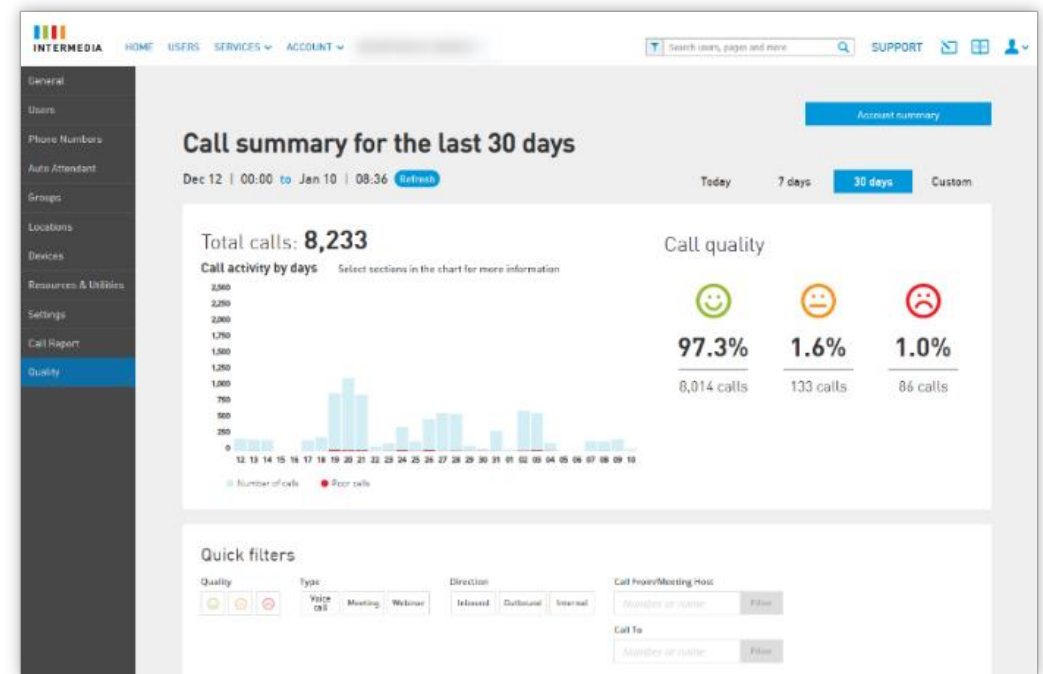 INTERMEDIA HOME USERS SERVICES ACCOUNT Search users, pages and more SUPPORT
General
Users
Phone Numbers
Auto Attendant
Groups
Locations
Devices
Resources & Utilities
Settings
Call Report
Quality
Account summary
Call summary for the last 30 days
Dec 12 | 00:00 to Jan 10 | 08:36 Refresh
Today 7 days 30 days Custom
Total calls: 8,233
Call activity by days Select sections in the chart for more information
2,500
2,250
2,000
1,750
1,500
1,250
1,000
750
500
250
0
12 13 14 15 16 17 18 19 20 21 22 23 24 25 26 27 28 29 30 31 01 02 03 04 05 06 07 08 09 10
Number of calls Poor calls
Call quality
97.3% 1.6% 1.0%
8,014 calls 133 calls 86 calls
Quick filters
Quality Type Direction Call From/Meeting Host
Voice call Meeting Webinar Inbound Outbound Internal Number or name Filter
Call To
Number or name Filter